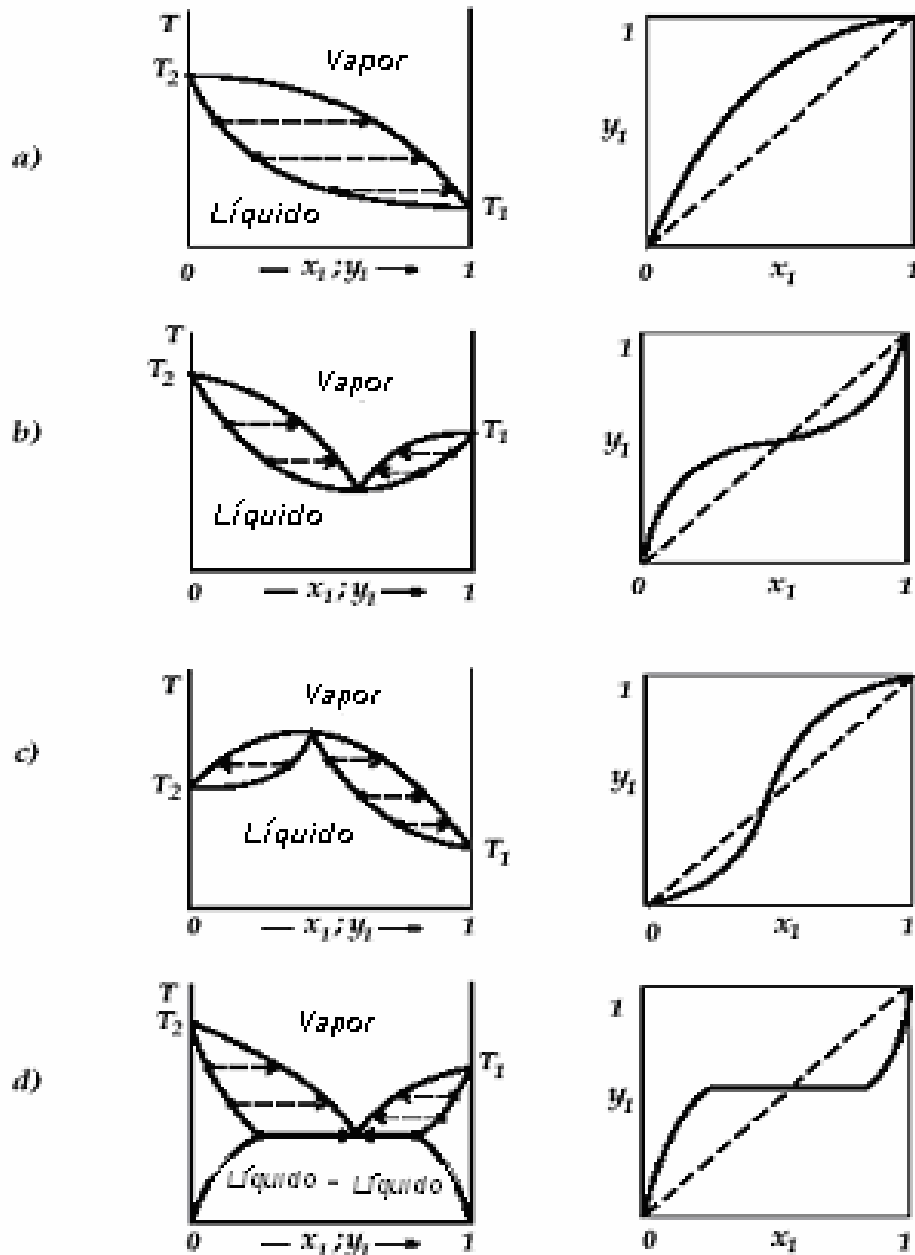 a)
T
T2
Vapor
Líquido
T1
0
x1 ; y1
1
1
y1
0
x1
1
b)
T
T2
Vapor
Líquido
T1
0
x1 ; y1
1
1
y1
0
x1
1
c)
T
Vapor
T2
Líquido
T1
0
x1 ; y1
1
1
y1
0
x1
1
d)
T
T2
Vapor
T1
Líquido - Líquido
0
x1 ; y1
1
1
y1
0
x1
1